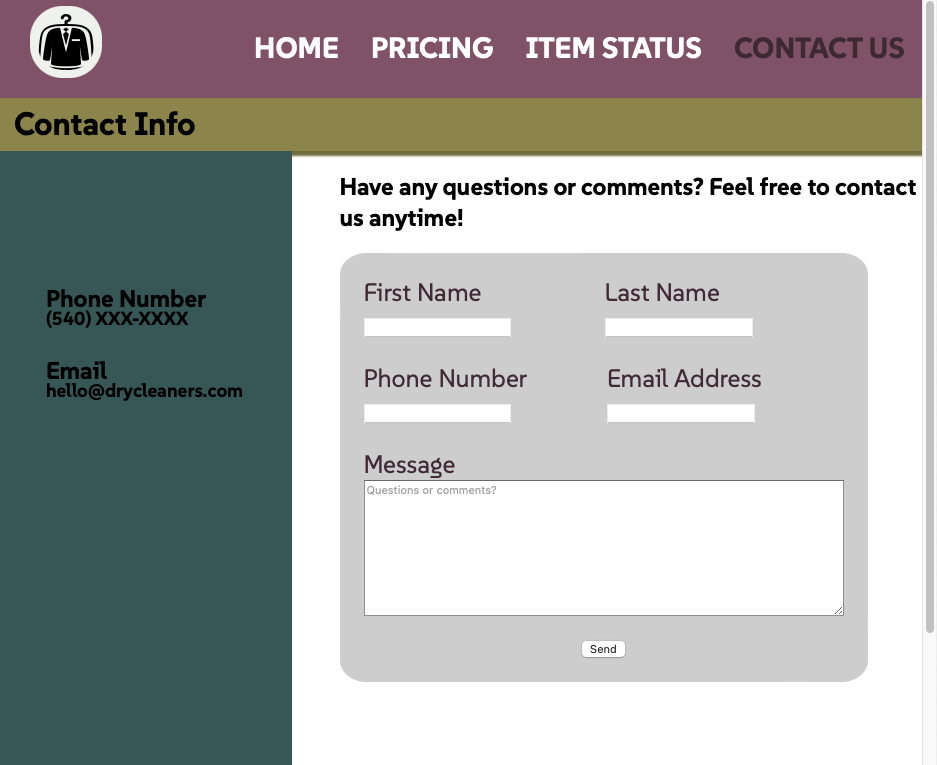 HOME PRICING ITEM STATUS CONTACT US
Contact Info
Have any questions or comments? Feel free to contact
us anytime!
Phone Number
(540) XXX-XXXX
Email
hello@drycleaners.com
First Name Last Name
Phone Number Email Address
Message
Questions or comments?
Send